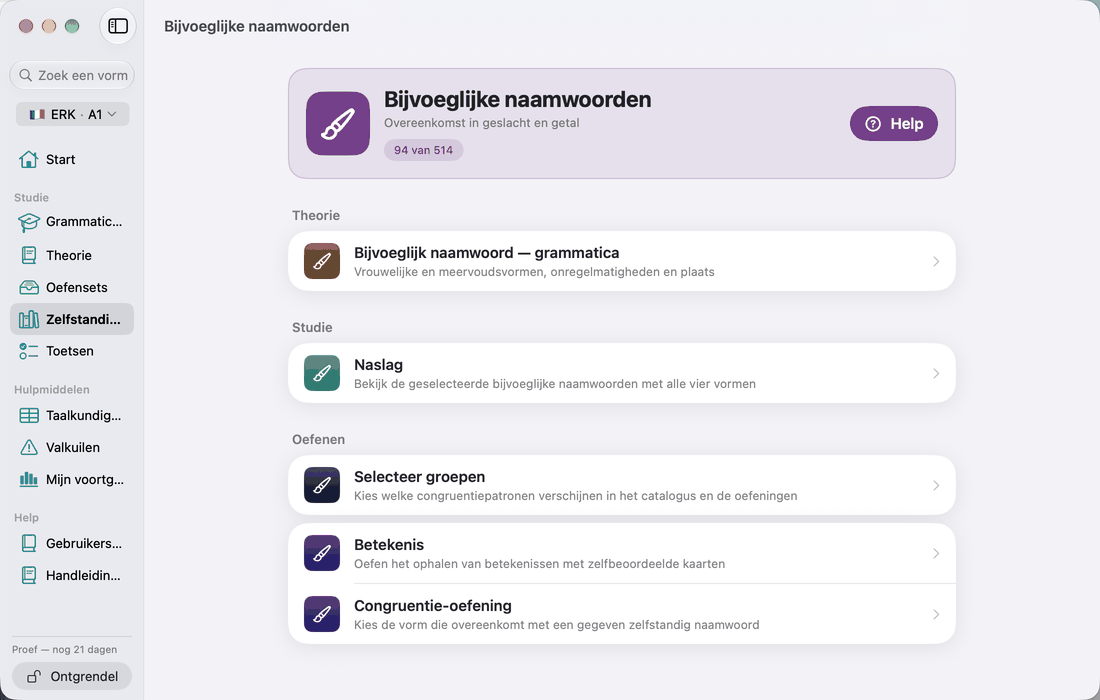 Bijvoeglijke naamwoorden
Zoek een vorm
ERK · A1
Start
Studie
Grammatic...
Theorie
Oefensets
Zelfstandi...
Toetsen
Hulpmiddelen
Taalkundig...
Valkuilen
Mijn voortg...
Help
Gebruikers...
Handleidin...
Proef — nog 21 dagen
Ontgrendel
Bijvoeglijke naamwoorden
Overeenkomst in geslacht en getal
94 van 514
Help
Theorie
Bijvoeglijk naamwoord — grammatica
Vrouwelijke en meervoudsvormen, onregelmatigheden en plaats
Studie
Naslag
Bekijk de geselecteerde bijvoeglijke naamwoorden met alle vier vormen
Oefenen
Selecteer groepen
Kies welke congruentiepatronen verschijnen in het catalogus en de oefeningen
Betekenis
Oefen het ophalen van betekenissen met zelfbeoordeelde kaarten
Congruentie-oefening
Kies de vorm die overeenkomt met een gegeven zelfstandig naamwoord